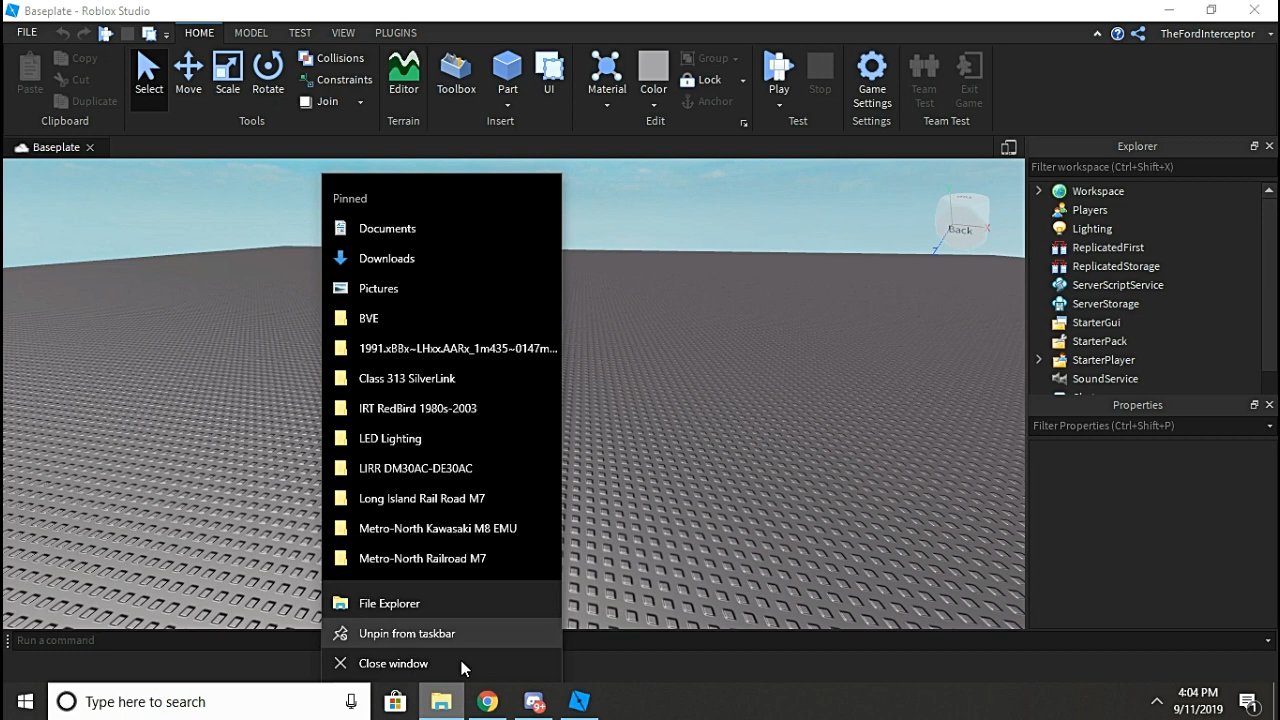 Baseplate - Roblox Studio
FILE HOME MODEL TEST VIEW PLUGINS TheFordInterceptor
Paste Copy Cut Duplicate Clipboard
Select Move Scale Rotate Collisions Constraints Join Tools
Editor Terrain
Toolbox Part UI Insert
Material Color Group Lock Anchor Edit
Play Stop Test
Game Settings Settings
Team Test Exit Game Team Test
Baseplate
Back
Explorer
Filter workspace (Ctrl+Shift+X)
Workspace
Players
Lighting
ReplicatedFirst
ReplicatedStorage
ServerScriptService
ServerStorage
StarterGui
StarterPack
StarterPlayer
SoundService
Properties
Filter Properties (Ctrl+Shift+P)
Pinned
Documents
Downloads
Pictures
BVE
1991.xBBx~LHxx.AARx_1m435~0147m...
Class 313 SilverLink
IRT RedBird 1980s-2003
LED Lighting
LIRR DM30AC-DE30AC
Long Island Rail Road M7
Metro-North Kawasaki M8 EMU
Metro-North Railroad M7
File Explorer
Unpin from taskbar
Close window
Run a command
Type here to search
9+
4:04 PM
9/11/2019
1